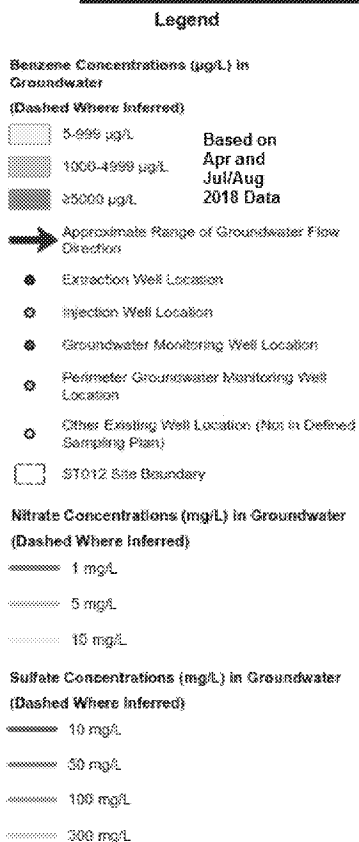 Legend
Benzene Concentrations (µg/L) in
Groundwater
(Dashed Where Inferred)
5-999 µg/L
1000-4999 µg/L
≥5000 µg/L
Based on
Apr and
Jul/Aug
2018 Data
Approximate Range of Groundwater Flow
Direction
Extraction Well Location
Injection Well Location
Groundwater Monitoring Well Location
Perimeter Groundwater Monitoring Well
Location
Other Existing Well Location (Not in Defined
Sampling Plan)
ST012 Site Boundary
Nitrate Concentrations (mg/L) in Groundwater
(Dashed Where Inferred)
1 mg/L
5 mg/L
10 mg/L
Sulfate Concentrations (mg/L) in Groundwater
(Dashed Where Inferred)
10 mg/L
50 mg/L
100 mg/L
300 mg/L